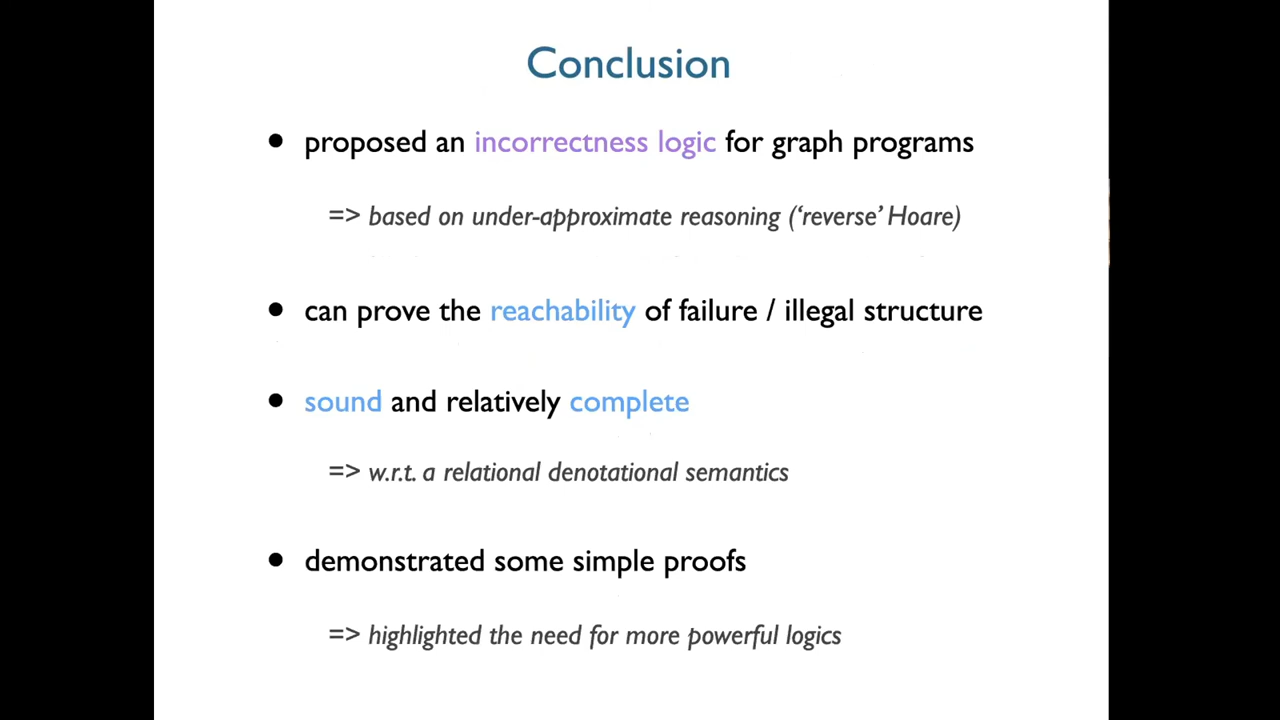 Conclusion
• proposed an incorrectness logic for graph programs
=> based on under-approximate reasoning (‘reverse’ Hoare)
• can prove the reachability of failure / illegal structure
• sound and relatively complete
=> w.r.t. a relational denotational semantics
• demonstrated some simple proofs
=> highlighted the need for more powerful logics